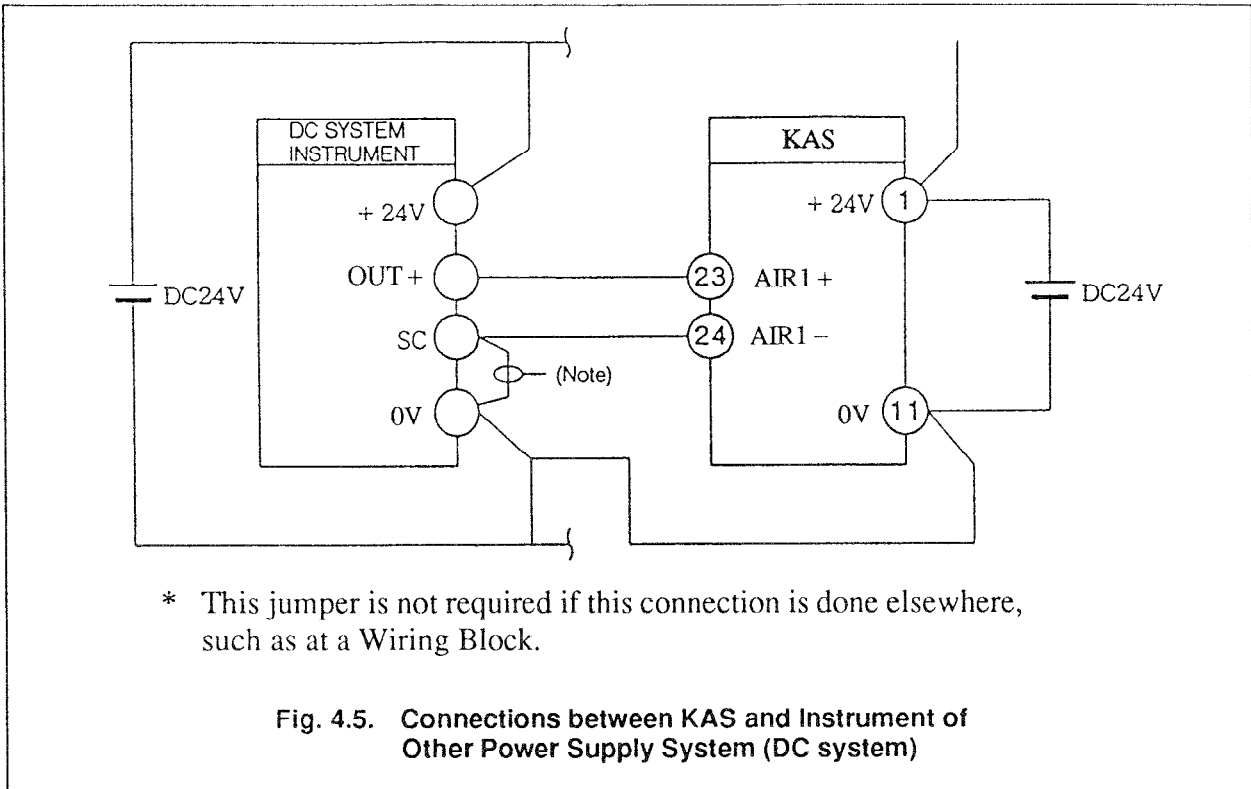 DC SYSTEM
INSTRUMENT
KAS
+ 24V
1
+ 24V
OUT +
23
AIR1 +
DC24V
DC24V
SC
24
AIR1 –
(Note)
0V
0V
11
* This jumper is not required if this connection is done elsewhere,
such as at a Wiring Block.
Fig. 4.5. Connections between KAS and Instrument of
Other Power Supply System (DC system)